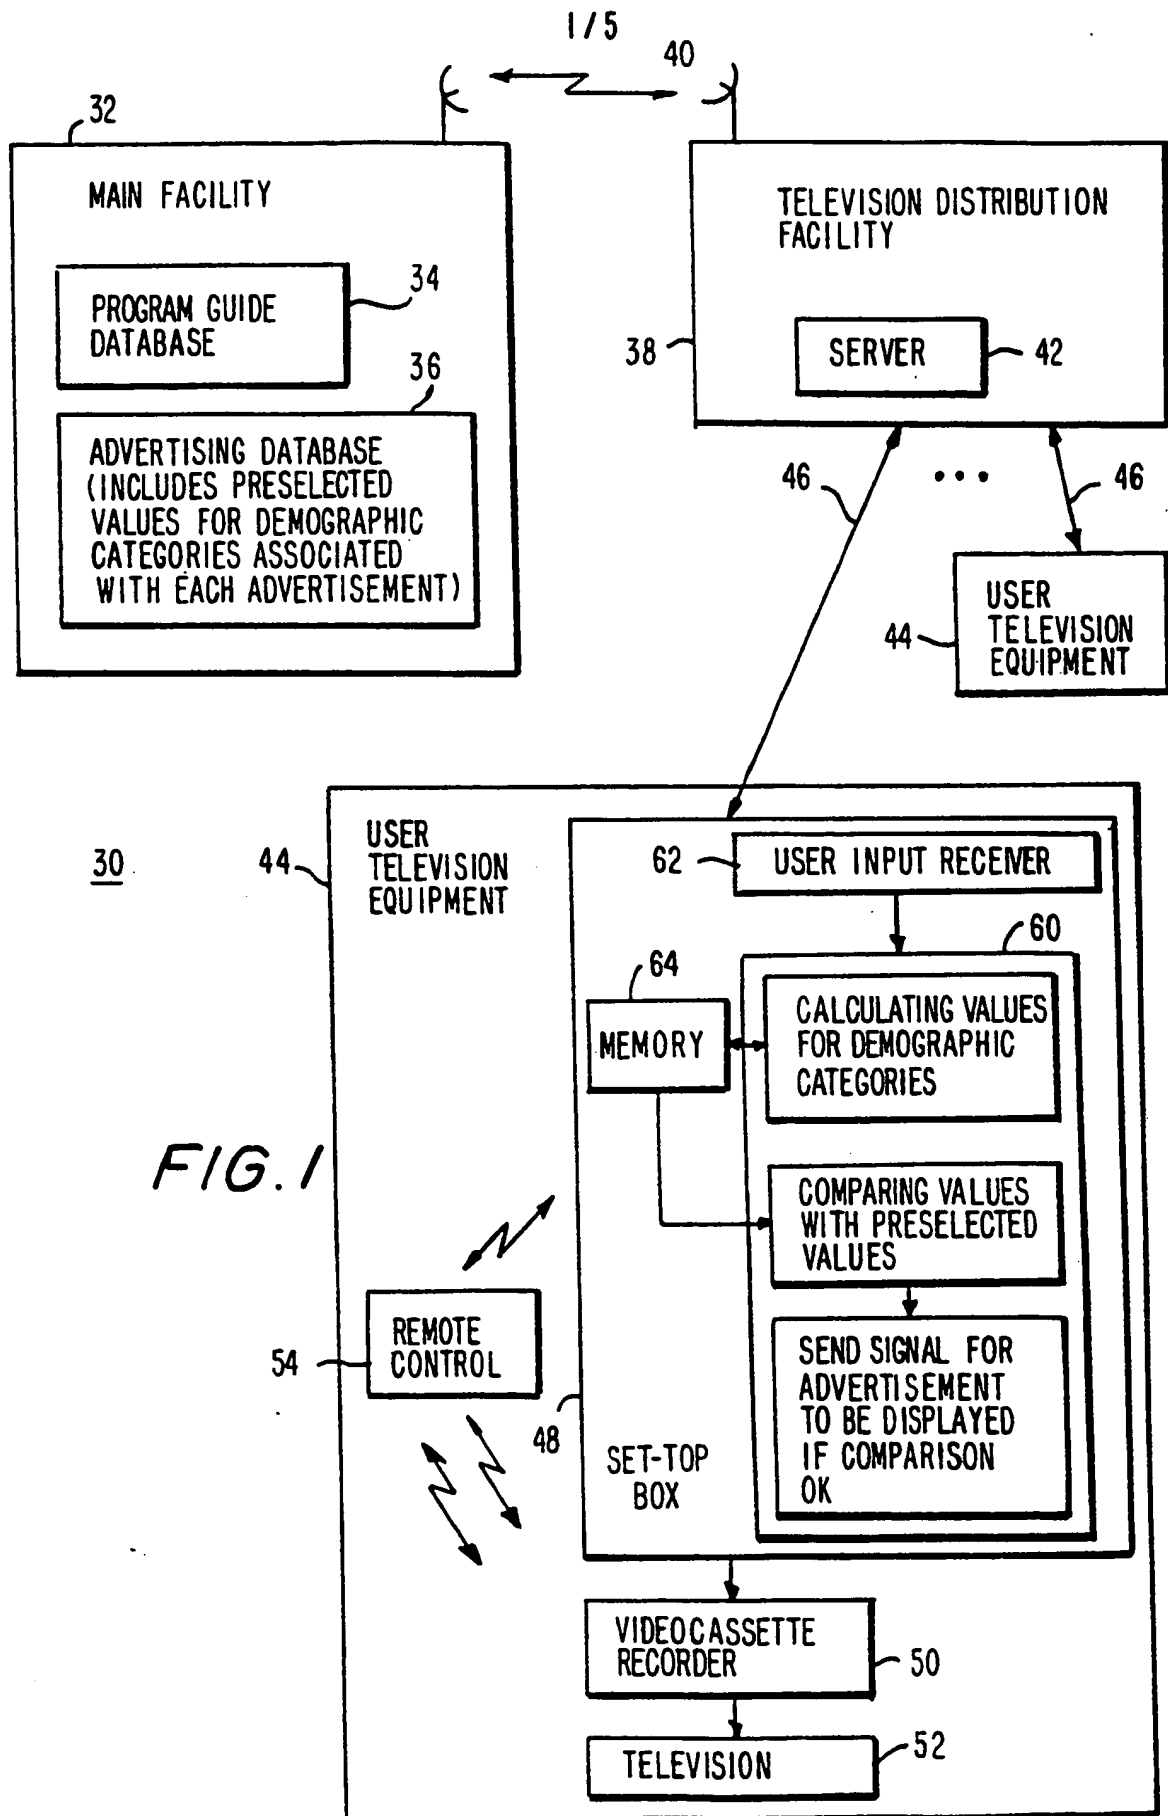 1/5
40
32
MAIN FACILITY
PROGRAM GUIDE
DATABASE
34
36
ADVERTISING DATABASE
(INCLUDES PRESELECTED
VALUES FOR DEMOGRAPHIC
CATEGORIES ASSOCIATED
WITH EACH ADVERTISEMENT)
TELEVISION DISTRIBUTION
FACILITY
38
SERVER
42
46
...
46
44
USER
TELEVISION
EQUIPMENT
30
44
USER
TELEVISION
EQUIPMENT
62
USER INPUT RECEIVER
60
64
MEMORY
CALCULATING VALUES
FOR DEMOGRAPHIC
CATEGORIES
FIG. 1
COMPARING VALUES
WITH PRESELECTED
VALUES
54
REMOTE
CONTROL
SEND SIGNAL FOR
ADVERTISEMENT
TO BE DISPLAYED
IF COMPARISON
OK
48
SET-TOP
BOX
VIDEOCASSETTE
RECORDER
50
TELEVISION
52